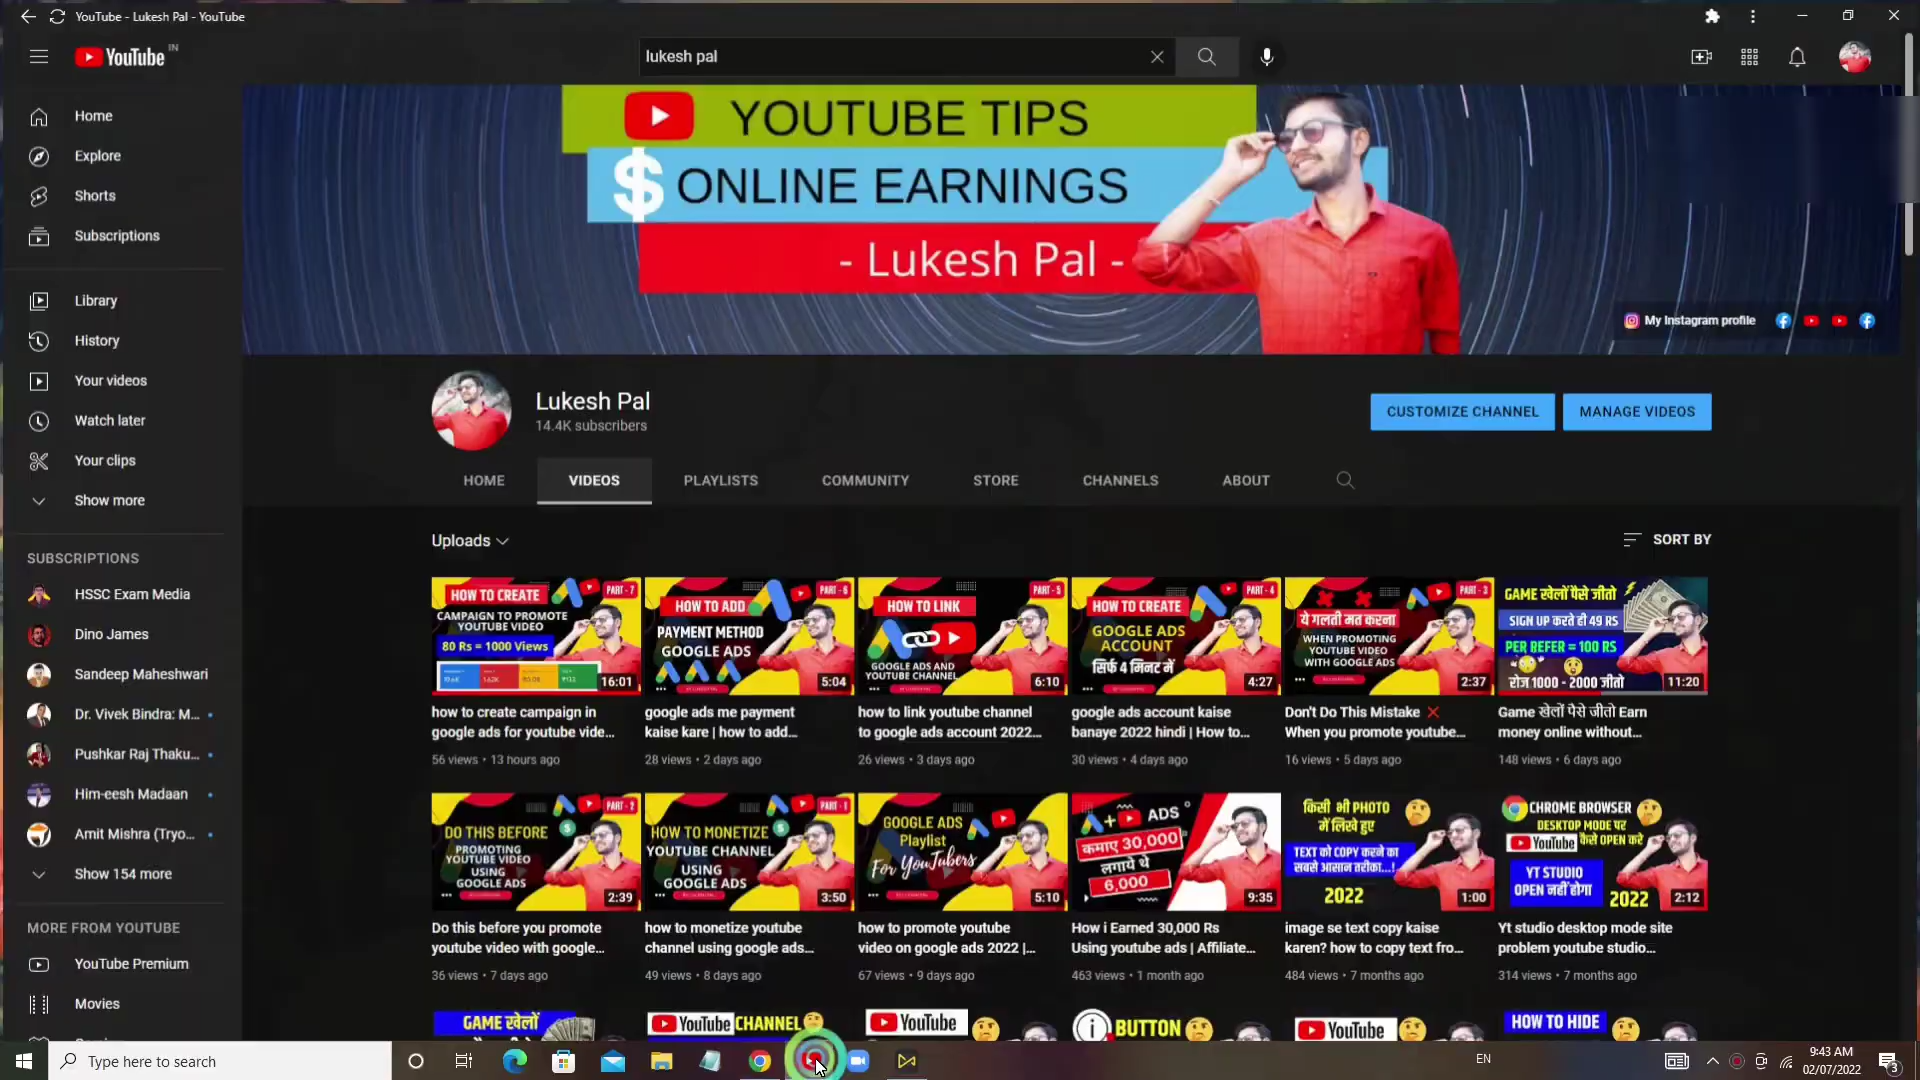 YouTube - Lukesh Pal - YouTube
YouTube IN
lukesh pal
Home
Explore
Shorts
Subscriptions
Library
History
Your videos
Watch later
Your clips
Show more
SUBSCRIPTIONS
HSSC Exam Media
Dino James
Sandeep Maheshwari
Dr. Vivek Bindra: M...
Pushkar Raj Thaku...
Him-eesh Madaan
Amit Mishra (Tryo...
Show 154 more
MORE FROM YOUTUBE
YouTube Premium
Movies
YOUTUBE TIPS
$ ONLINE EARNINGS
- Lukesh Pal -
My Instagram profile
Lukesh Pal
14.4K subscribers
CUSTOMIZE CHANNEL
MANAGE VIDEOS
HOME
VIDEOS
PLAYLISTS
COMMUNITY
STORE
CHANNELS
ABOUT
Uploads
SORT BY
HOW TO CREATE
PART-7
CAMPAIGN TO PROMOTE
YOUTUBE VIDEO
80 Rs = 1000 Views
16:01
how to create campaign in
google ads for youtube vide...
56 views • 13 hours ago
HOW TO ADD
PART-6
PAYMENT METHOD
GOOGLE ADS
5:04
google ads me payment
kaise kare | how to add...
28 views • 2 days ago
HOW TO LINK
PART-5
GOOGLE ADS AND
YOUTUBE CHANNEL
6:10
how to link youtube channel
to google ads account 2022...
26 views • 3 days ago
HOW TO CREATE
PART-4
GOOGLE ADS
ACCOUNT
सिर्फ 4 मिनट में
4:27
google ads account kaise
banaye 2022 hindi | How to...
30 views • 4 days ago
PART-3
ये गलती मत करना
WHEN PROMOTING
YOUTUBE VIDEO
WITH GOOGLE ADS
2:37
Don't Do This Mistake ❌
When you promote youtube...
16 views • 5 days ago
GAME खेलों पैसे जीतो
SIGN UP करते ही 49 RS
PER REFER = 100 RS
रोज 1000 - 2000 जीतो
11:20
Game खेलों पैसे जीतो Earn
money online without...
148 views • 6 days ago
PART-2
DO THIS BEFORE
PROMOTING
YOUTUBE VIDEO
USING
GOOGLE ADS
2:39
Do this before you promote
youtube video with google...
36 views • 7 days ago
PART-1
HOW TO MONETIZE
YOUTUBE CHANNEL
USING
GOOGLE ADS
3:50
how to monetize youtube
channel using google ads...
49 views • 8 days ago
GOOGLE ADS
Playlist
For YouTubers
5:10
how to promote youtube
video on google ads 2022 |...
67 views • 9 days ago
+ ADS
कमाए 30,000
लगाये थे
6,000
9:35
How i Earned 30,000 Rs
Using youtube ads | Affiliate...
463 views • 1 month ago
किसी भी PHOTO
में लिखे हुए
TEXT को COPY करने का
सबसे आसान तरीका...!
2022
1:00
image se text copy kaise
karen? how to copy text fro...
484 views • 7 months ago
CHROME BROWSER
DESKTOP MODE पर
YouTube कैसे OPEN करे
YT STUDIO
OPEN नहीं होगा
2022
2:12
Yt studio desktop mode site
problem youtube studio...
314 views • 7 months ago
GAME खेलों
YouTube CHANNEL
YouTube
BUTTON
YouTube
HOW TO HIDE
Type here to search
EN
9:43 AM
02/07/2022
3